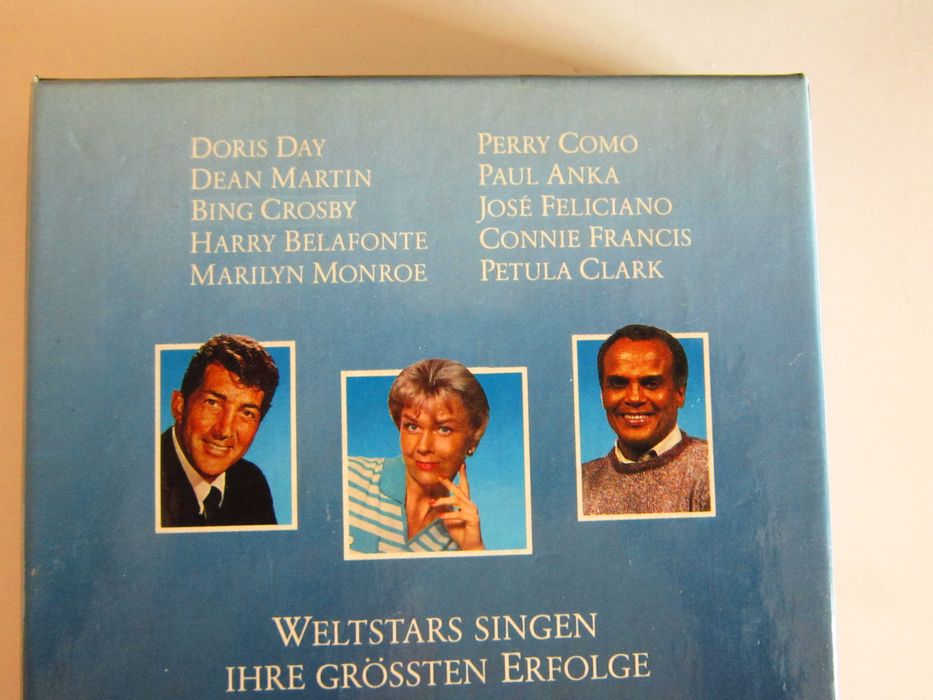 DORIS DAY
DEAN MARTIN
BING CROSBY
HARRY BELAFONTE
MARILYN MONROE
PERRY COMO
PAUL ANKA
JOSÉ FELICIANO
CONNIE FRANCIS
PETULA CLARK
WELTSTARS SINGEN
IHRE GRÖSSTEN ERFOLGE